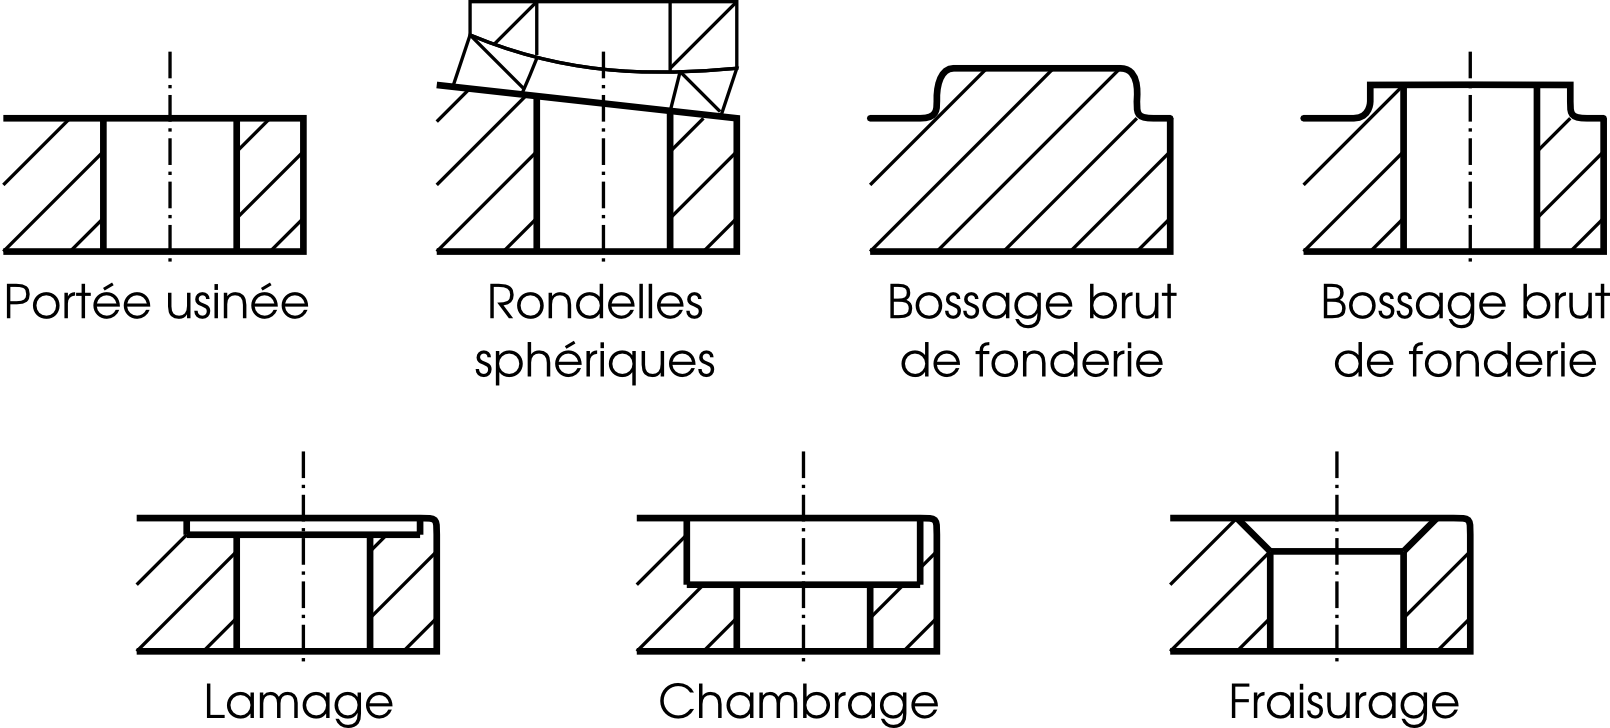 Portée usinée
Rondelles
sphériques
Bossage brut
de fonderie
Bossage brut
de fonderie
Lamage
Chambrage
Fraisurage